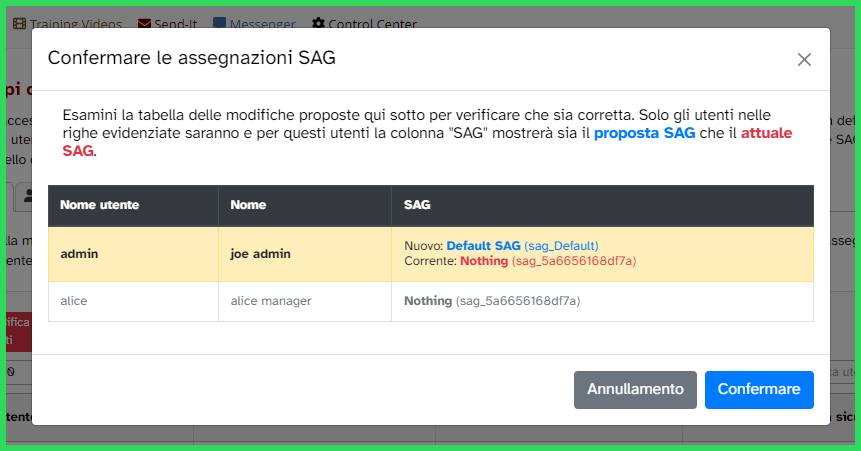 Training Videos Send-It Messenger Control Center
Confermare le assegnazioni SAG
Esamini la tabella delle modifiche proposte qui sotto per verificare che sia corretta. Solo gli utenti nelle
righe evidenziate saranno e per questi utenti la colonna "SAG" mostrerà sia il proposta SAG che il attuale
SAG.
Nome utente Nome SAG
admin joe admin
Nuovo: Default SAG (sag_Default)
Corrente: Nothing (sag_5a6656168df7a)
alice alice manager Nothing (sag_5a6656168df7a)
Annullamento Confermare